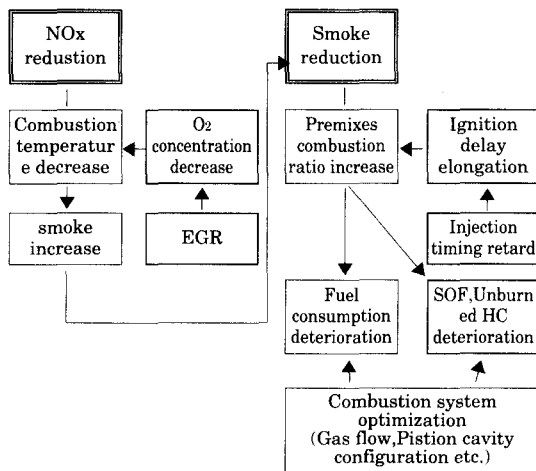 NOx
redustion
Combustion
temperatur
e decrease
O2
concentration
decrease
smoke
increase
EGR
Smoke
reduction
Premixes
combustion
ratio increase
Ignition
delay
elongation
Injection
timing retard
Fuel
consumption
deterioration
SOF,Unburn
ed HC
deterioration
Combustion system
optimization
(Gas flow,Pistion cavity
configuration etc.)